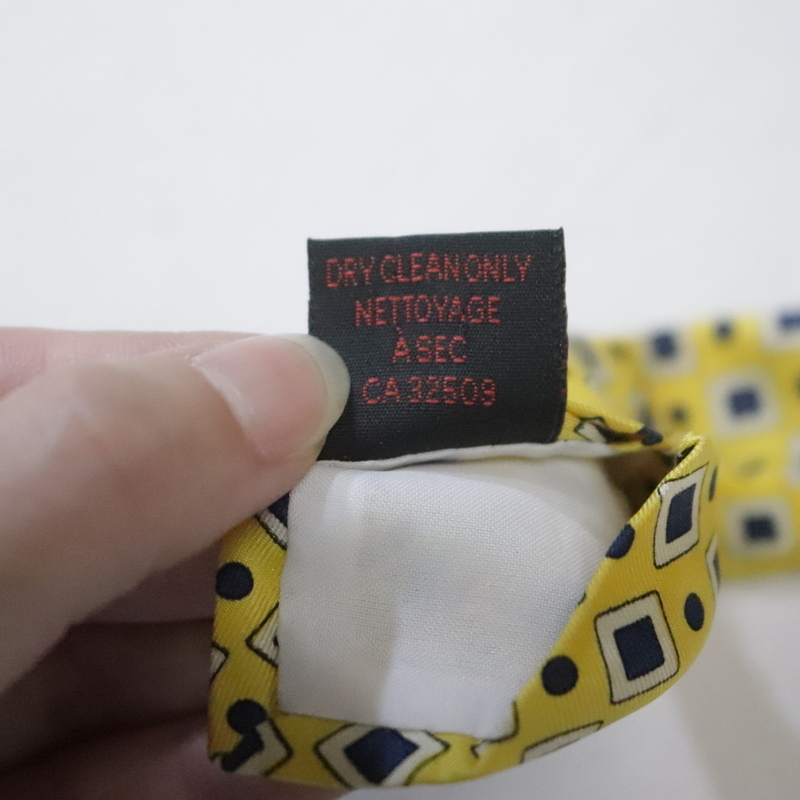 DRY CLEAN ONLY
NETTOYAGE
À SEC
CA 32509